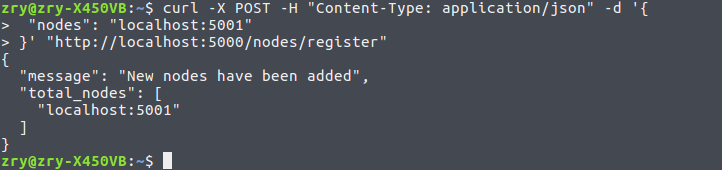 zry@zry-X450VB:~$ curl -X POST -H "Content-Type: application/json" -d '{
>  "nodes": "localhost:5001"
> }' "http://localhost:5000/nodes/register"
{
  "message": "New nodes have been added",
  "total_nodes": [
    "localhost:5001"
  ]
}
zry@zry-X450VB:~$